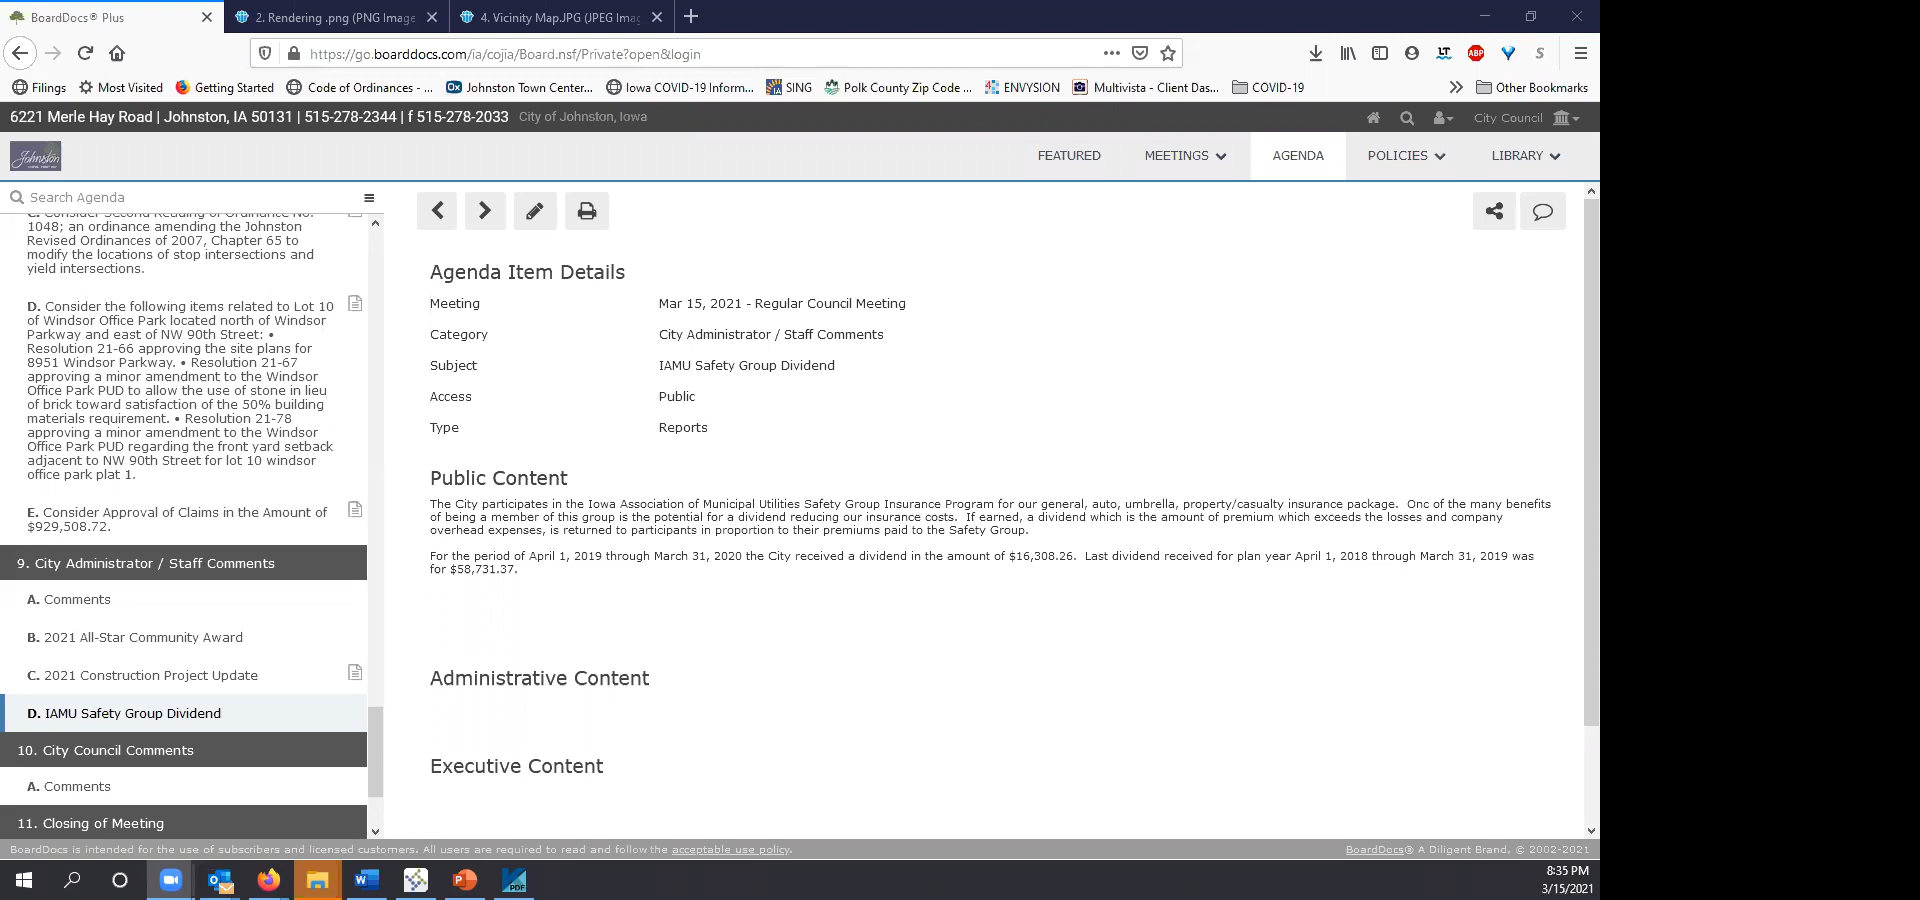 BoardDocs® Plus
2. Rendering .png (PNG Image
4. Vicinity Map.JPG (JPEG Imag
https://go.boarddocs.com/ia/cojia/Board.nsf/Private?open&login
Filings
Most Visited
Getting Started
Code of Ordinances - ...
Johnston Town Center...
Iowa COVID-19 Inform...
SING
Polk County Zip Code ...
ENVYSION
Multivista - Client Das...
COVID-19
Other Bookmarks
6221 Merle Hay Road | Johnston, IA 50131 | 515-278-2344 | f 515-278-2033
City of Johnston, Iowa
City Council
Johnston
FEATURED
MEETINGS
AGENDA
POLICIES
LIBRARY
Search Agenda
C. Consider Second Reading of Ordinance No.
1048; an ordinance amending the Johnston
Revised Ordinances of 2007, Chapter 65 to
modify the locations of stop intersections and
yield intersections.
D. Consider the following items related to Lot 10
of Windsor Office Park located north of Windsor
Parkway and east of NW 90th Street: •
Resolution 21-66 approving the site plans for
8951 Windsor Parkway. • Resolution 21-67
approving a minor amendment to the Windsor
Office Park PUD to allow the use of stone in lieu
of brick toward satisfaction of the 50% building
materials requirement. • Resolution 21-78
approving a minor amendment to the Windsor
Office Park PUD regarding the front yard setback
adjacent to NW 90th Street for lot 10 windsor
office park plat 1.
E. Consider Approval of Claims in the Amount of
$929,508.72.
9. City Administrator / Staff Comments
A. Comments
B. 2021 All-Star Community Award
C. 2021 Construction Project Update
D. IAMU Safety Group Dividend
10. City Council Comments
A. Comments
11. Closing of Meeting
Agenda Item Details
Meeting
Mar 15, 2021 - Regular Council Meeting
Category
City Administrator / Staff Comments
Subject
IAMU Safety Group Dividend
Access
Public
Type
Reports
Public Content
The City participates in the Iowa Association of Municipal Utilities Safety Group Insurance Program for our general, auto, umbrella, property/casualty insurance package.  Onc of the many benefits
of being a member of this group is the potential for a dividend reducing our insurance costs.  If earned, a dividend which is the amount of premium which exceeds the losses and company
overhead expenses, is returned to participants in proportion to their premiums paid to the Safety Group.
For the period of April 1, 2019 through March 31, 2020 the City received a dividend in the amount of $16,308.26.  Last dividend received for plan year April 1, 2018 through March 31, 2019 was
for $58,731.37.
Administrative Content
Executive Content
BoardDocs is intended for the use of subscribers and licensed customers. All users are required to read and follow the acceptable use policy.
BoardDocs® A Diligent Brand, © 2002-2021
8:35 PM
3/15/2021